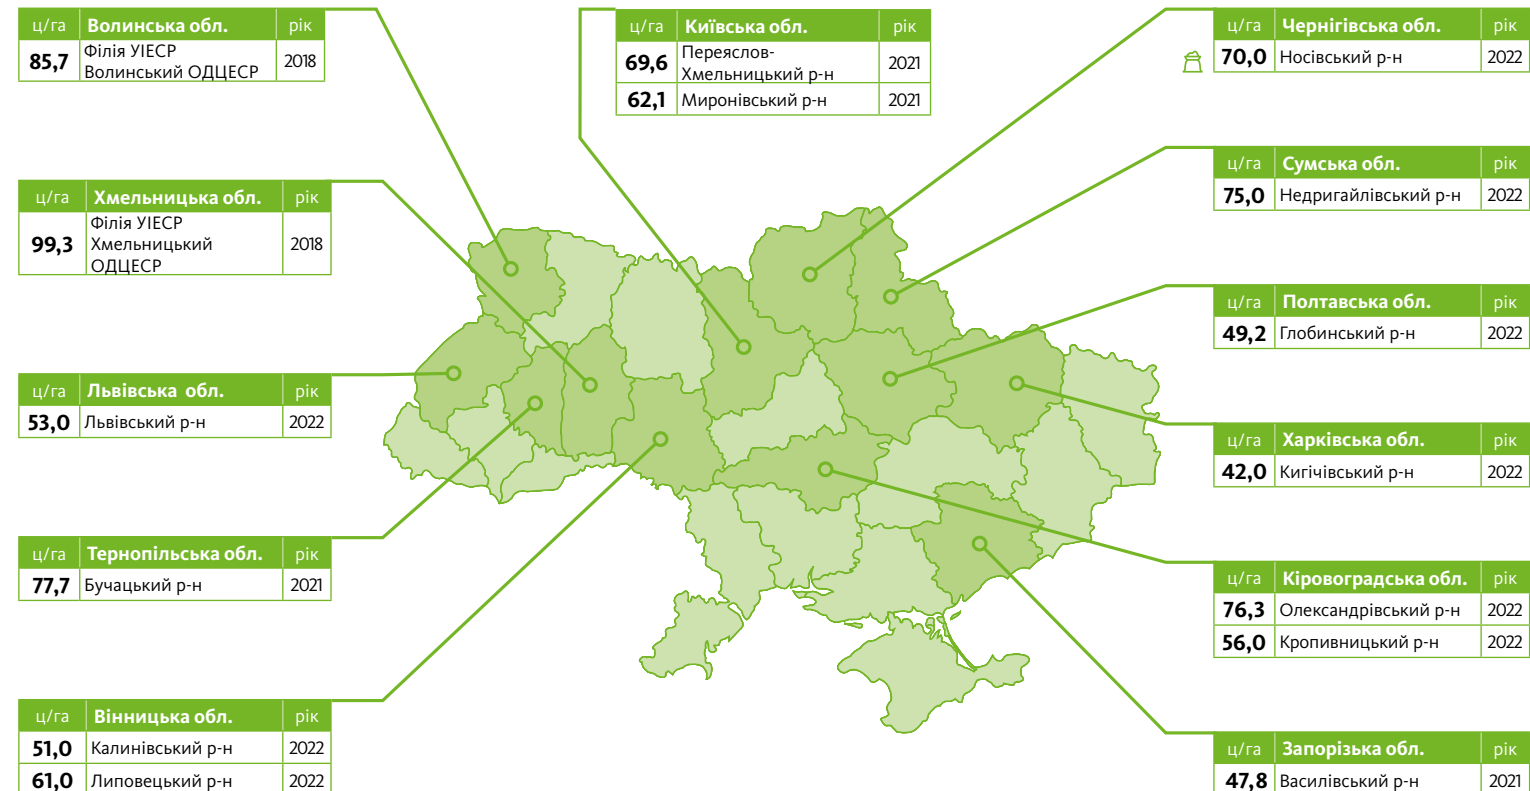 ц/га Волинська обл. рік
85,7 Філія УІЕСР Волинський ОДЦЕСР 2018
ц/га Хмельницька обл. рік
99,3 Філія УІЕСР Хмельницький ОДЦЕСР 2018
ц/га Львівська обл. рік
53,0 Львівський р-н 2022
ц/га Тернопільська обл. рік
77,7 Бучацький р-н 2021
ц/га Вінницька обл. рік
51,0 Калинівський р-н 2022
61,0 Липовецький р-н 2022
ц/га Київська обл. рік
69,6 Переяслов-Хмельницький р-н 2021
62,1 Миронівський р-н 2021
ц/га Чернігівська обл. рік
70,0 Носівський р-н 2022
ц/га Сумська обл. рік
75,0 Недригайлівський р-н 2022
ц/га Полтавська обл. рік
49,2 Глобинський р-н 2022
ц/га Харківська обл. рік
42,0 Кигічівський р-н 2022
ц/га Кіровоградська обл. рік
76,3 Олександрівський р-н 2022
56,0 Кропивницький р-н 2022
ц/га Запорізька обл. рік
47,8 Василівський р-н 2021